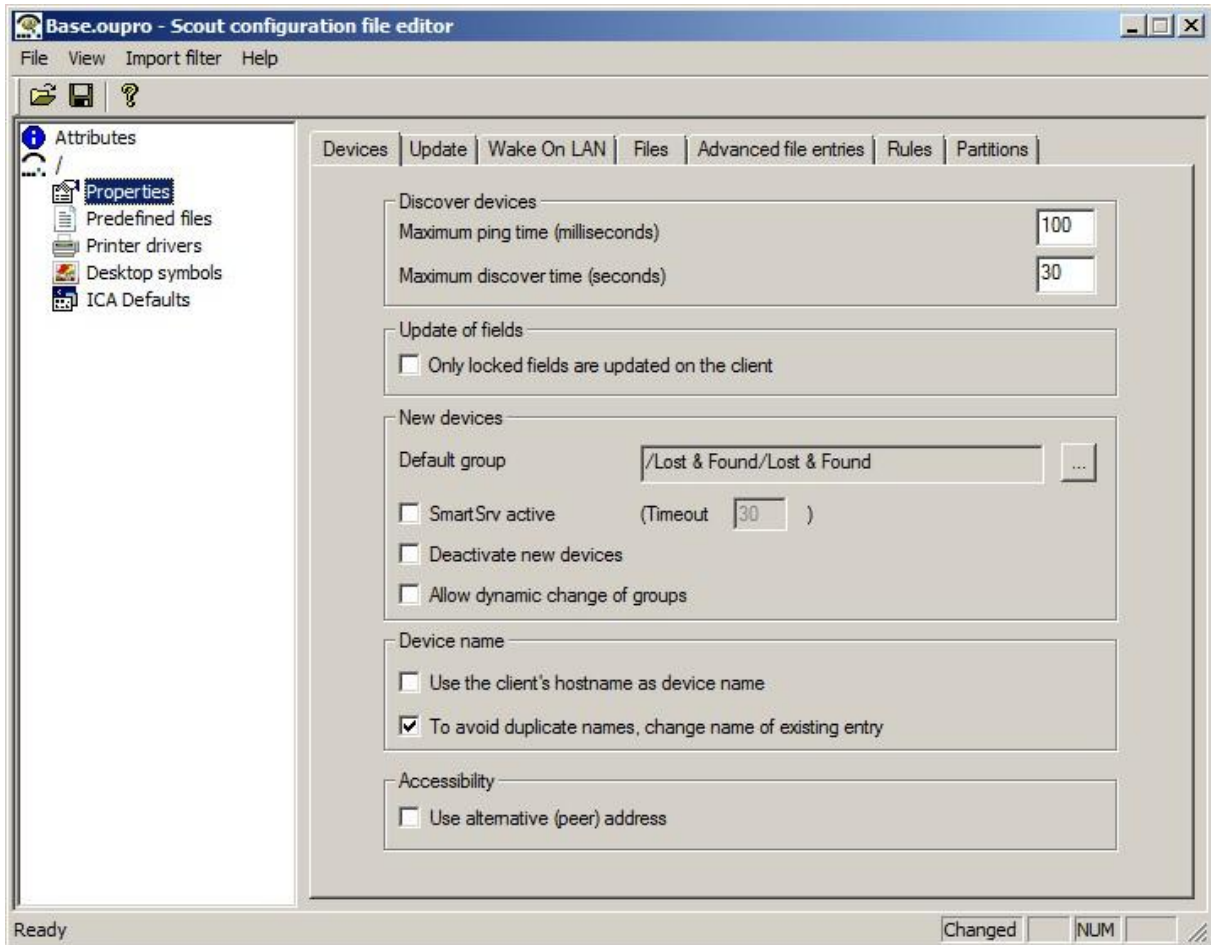 Base.oupro - Scout configuration file editor
File View Import filter Help
Attributes
/
Properties
Predefined files
Printer drivers
Desktop symbols
ICA Defaults
Devices Update Wake On LAN Files Advanced file entries Rules Partitions
Discover devices
Maximum ping time (milliseconds) 100
Maximum discover time (seconds) 30
Update of fields
Only locked fields are updated on the client
New devices
Default group /Lost & Found/Lost & Found ...
SmartSrv active (Timeout 30 )
Deactivate new devices
Allow dynamic change of groups
Device name
Use the client's hostname as device name
To avoid duplicate names, change name of existing entry
Accessibility
Use alternative (peer) address
Ready Changed NUM